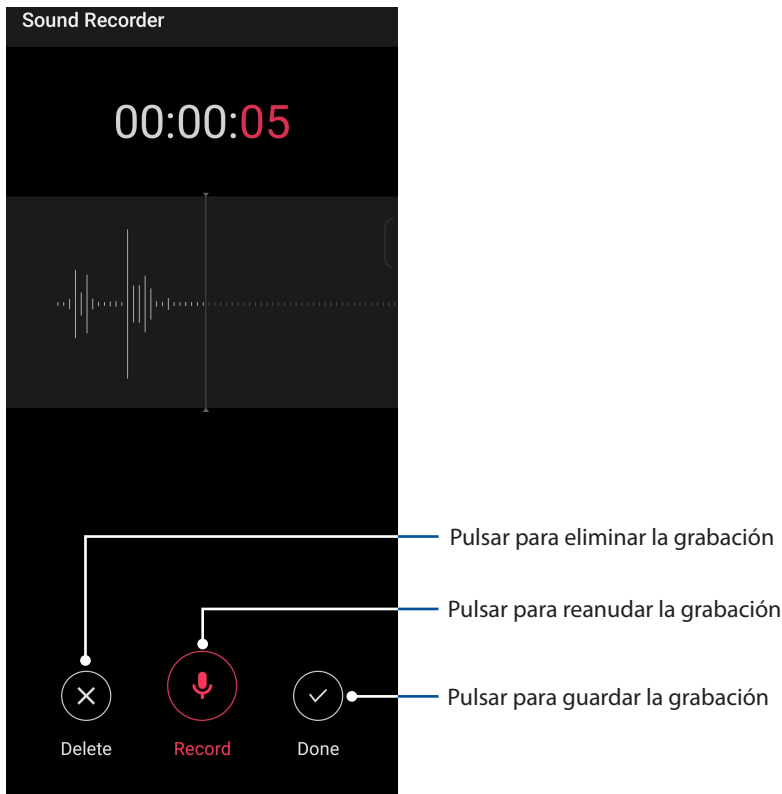 Sound Recorder
00:00:05
Pulsar para eliminar la grabación
Pulsar para reanudar la grabación
Pulsar para guardar la grabación
Delete
Record
Done